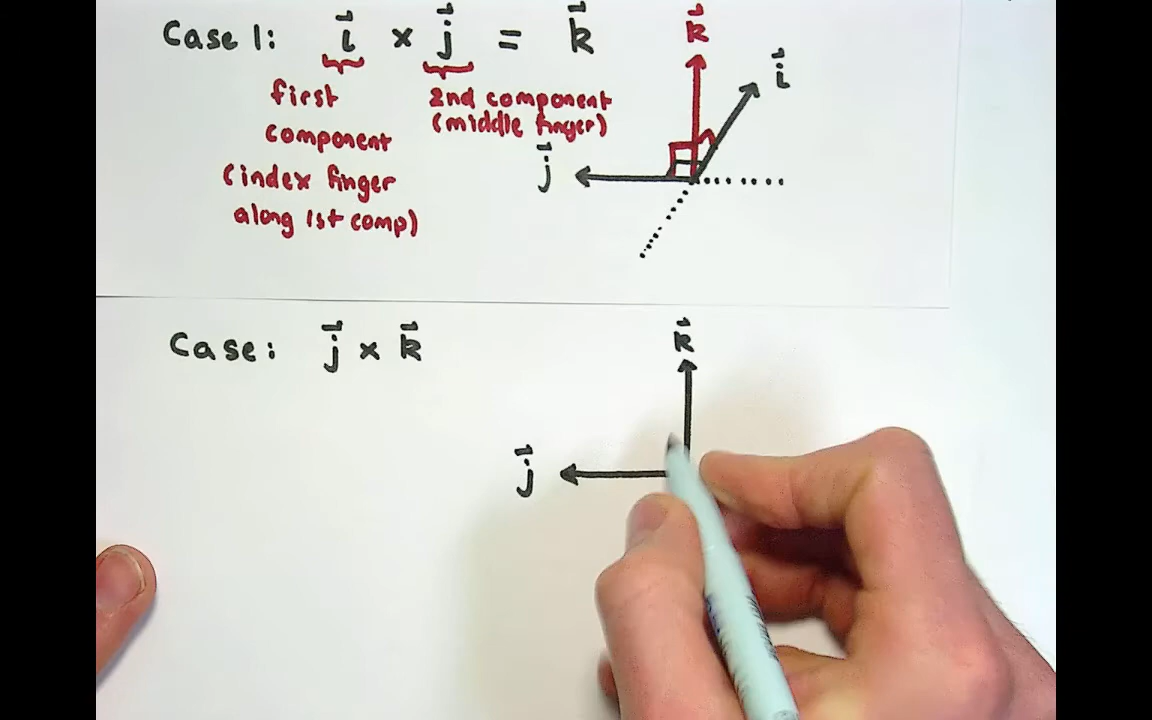 Case 1: i × j = k
first
component
(index finger
along 1st comp)
2nd component
(middle finger)
k
i
j
Case: j × k
k
j